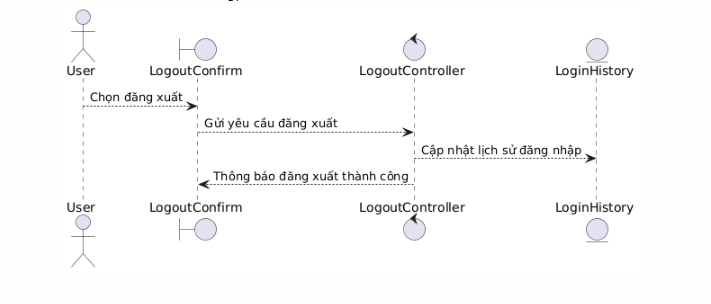 User
LogoutConfirm
LogoutController
LoginHistory
Chọn đăng xuất
Gửi yêu cầu đăng xuất
Cập nhật lịch sử đăng nhập
Thông báo đăng xuất thành công
User
LogoutConfirm
LogoutController
LoginHistory